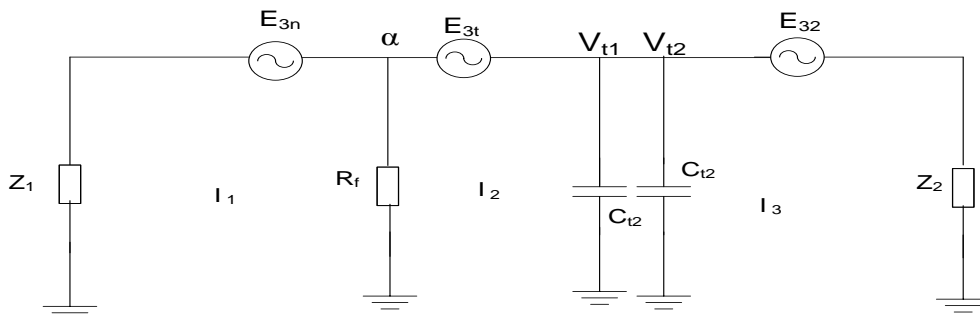 E3n
α
E3t
Vt1
Vt2
E32
Z1
I1
Rf
I2
Ct2
Ct2
I3
Z2